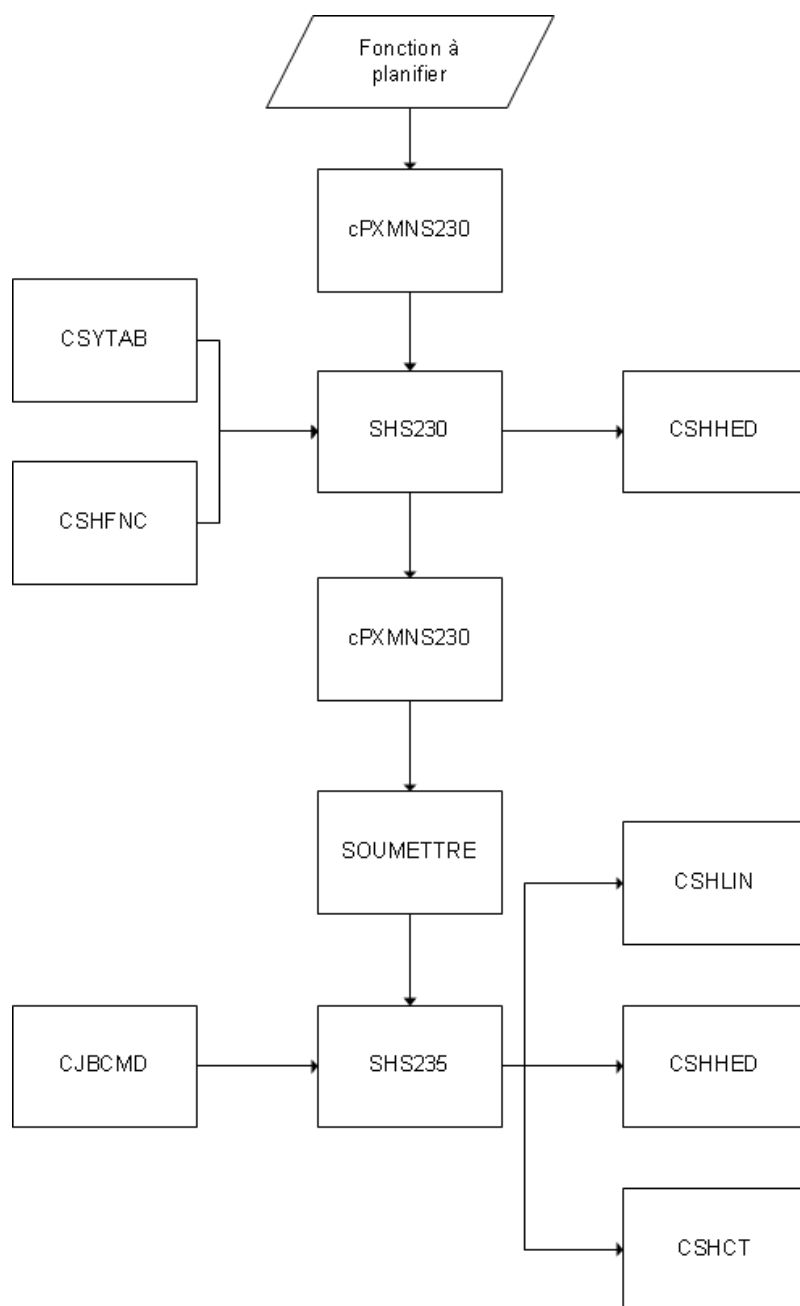 Fonction à
planifier
cPXMNS230
CSYTAB
SHS230
CSHHED
CSHFNC
cPXMNS230
SOUMETTRE
CSHLIN
CJBCMD
SHS235
CSHHED
CSHCT